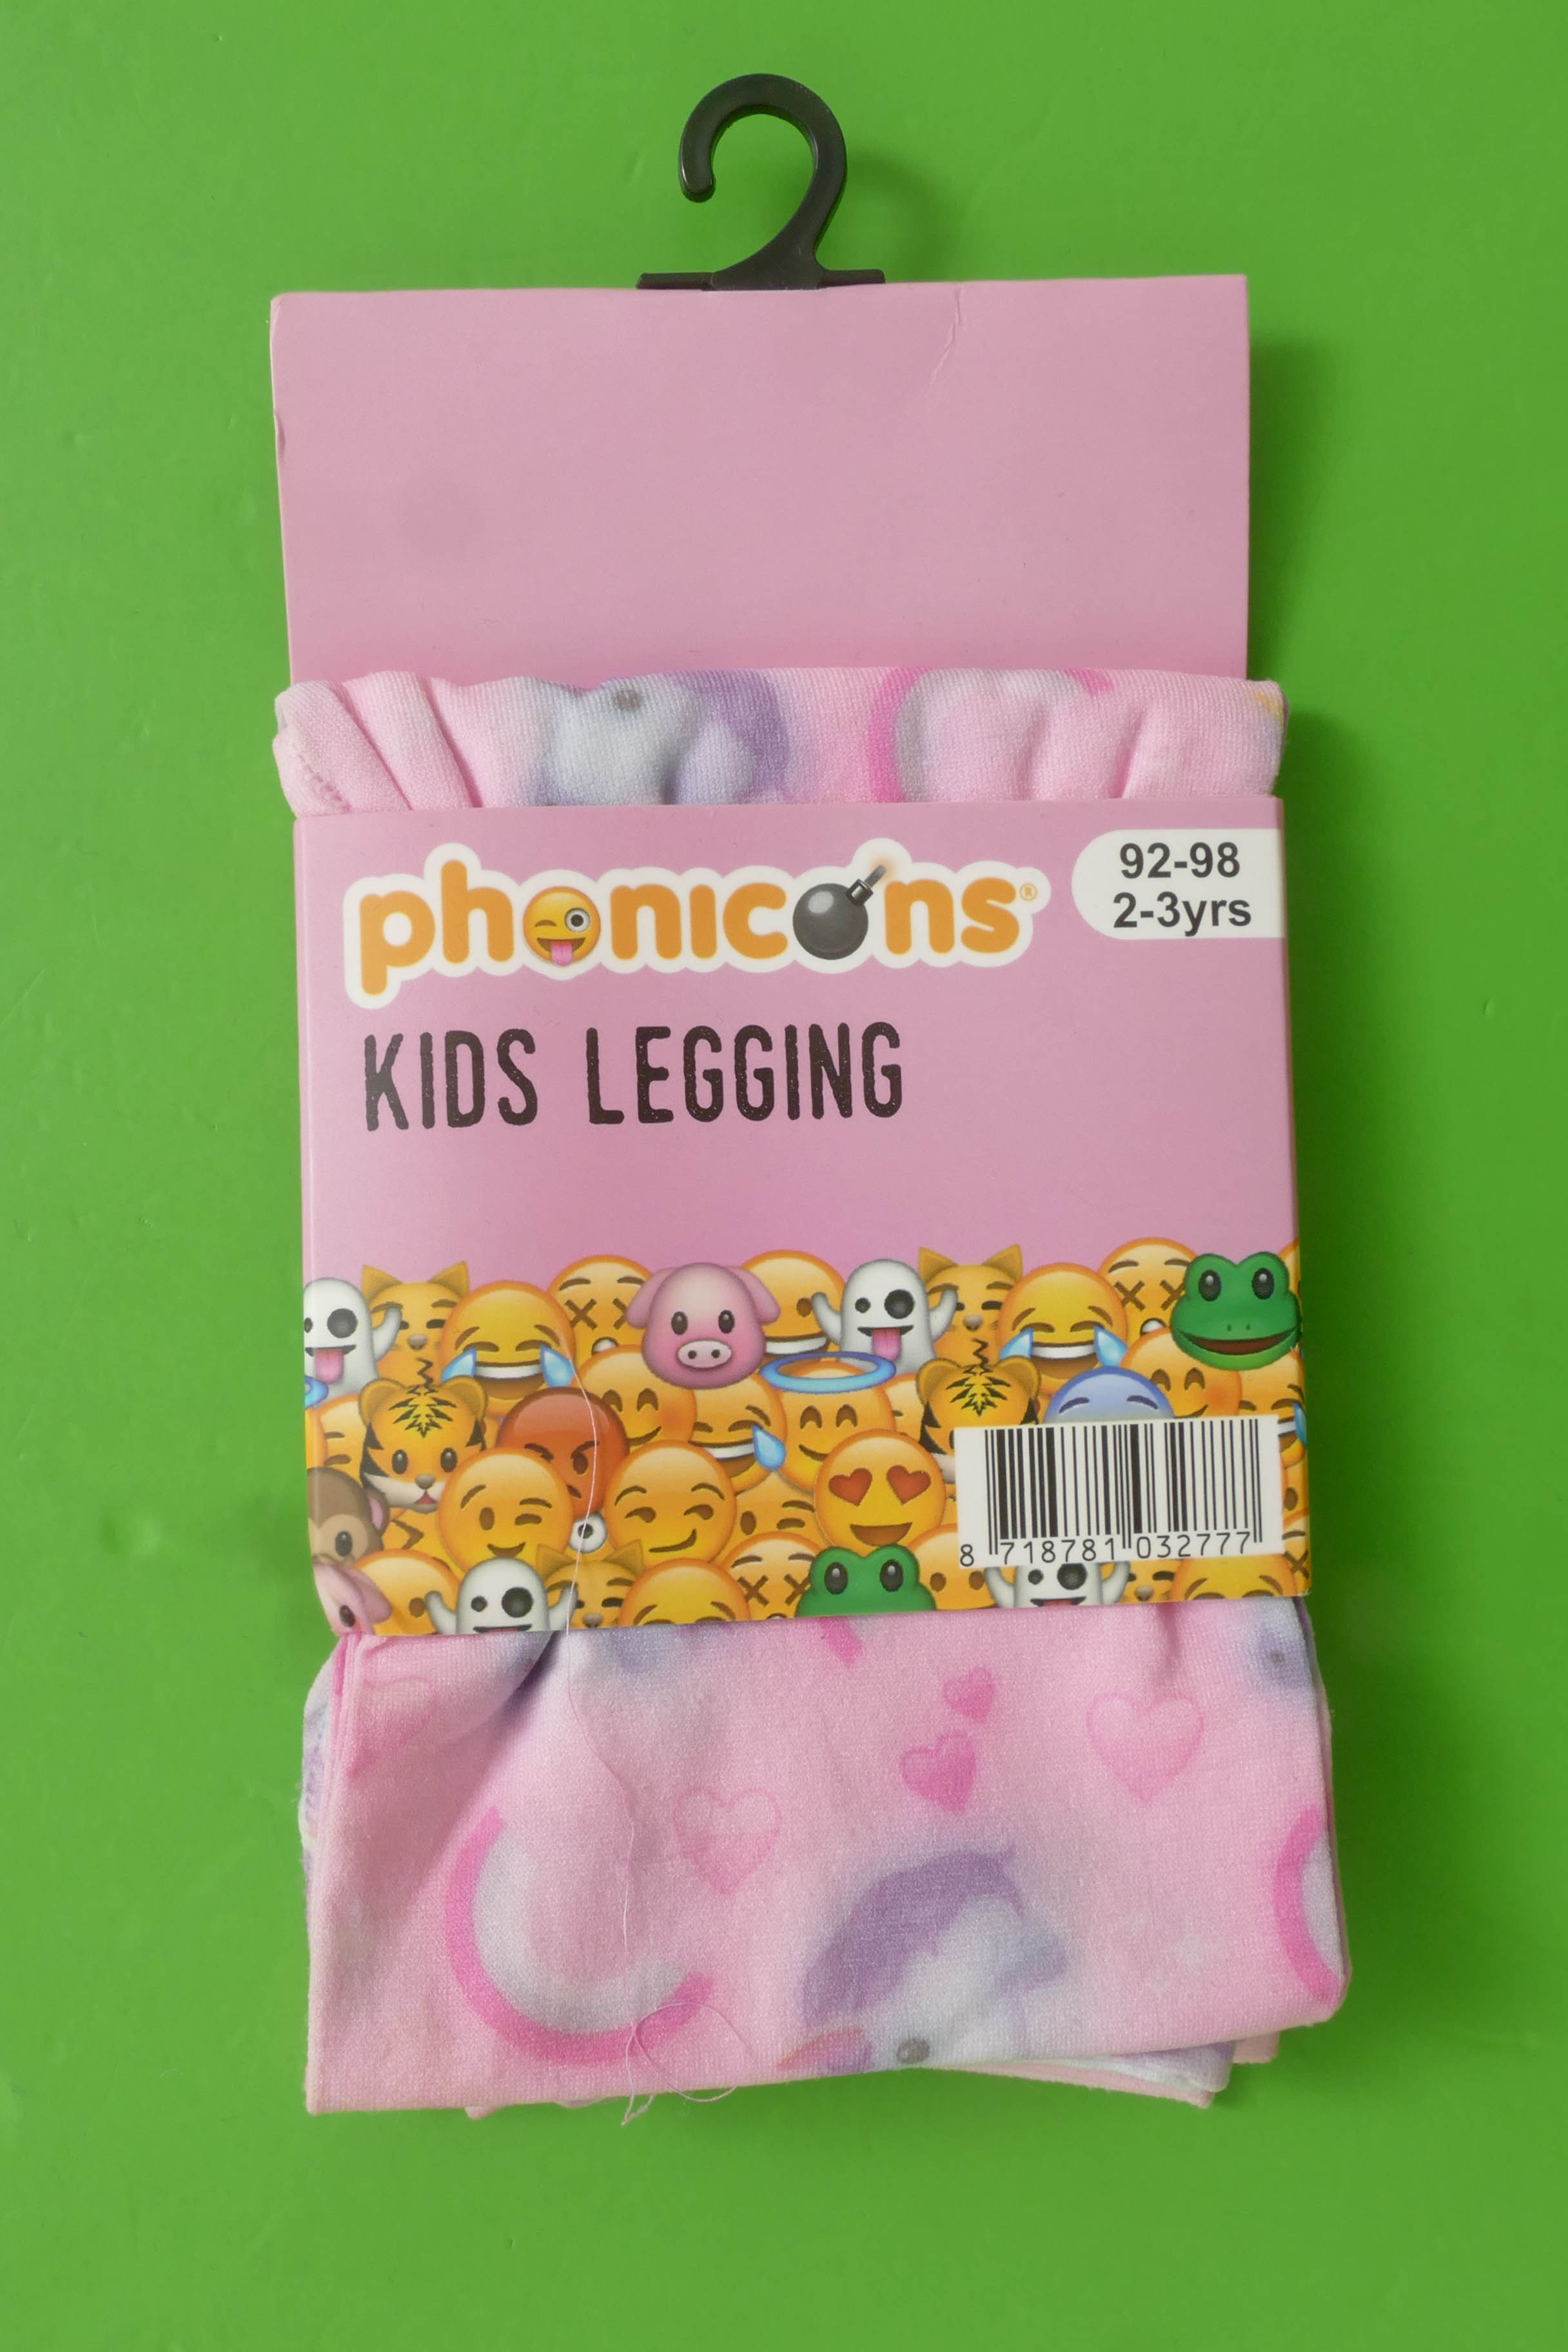 phonicons®
92-98
2-3yrs
KIDS LEGGING
8 718781 032777